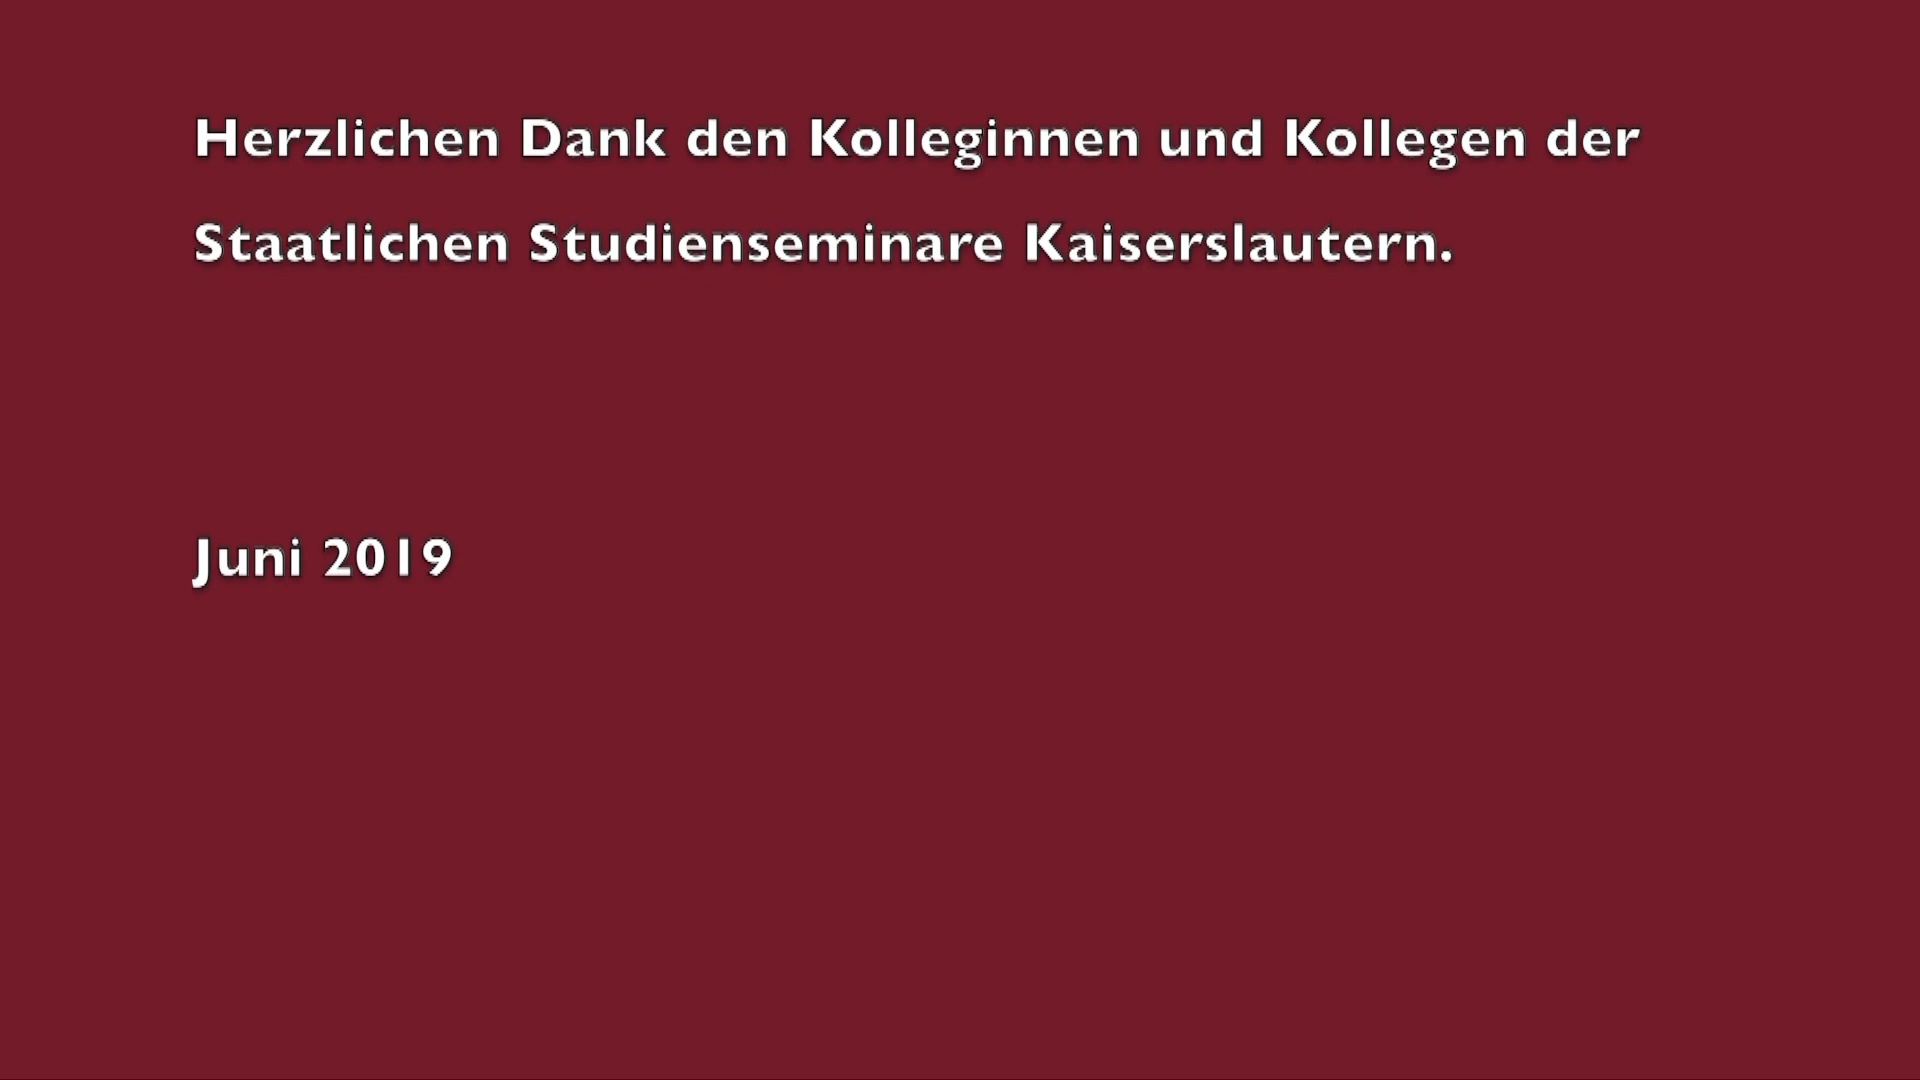 Herzlichen Dank den Kolleginnen und Kollegen der
Staatlichen Studienseminare Kaiserslautern.
Juni 2019